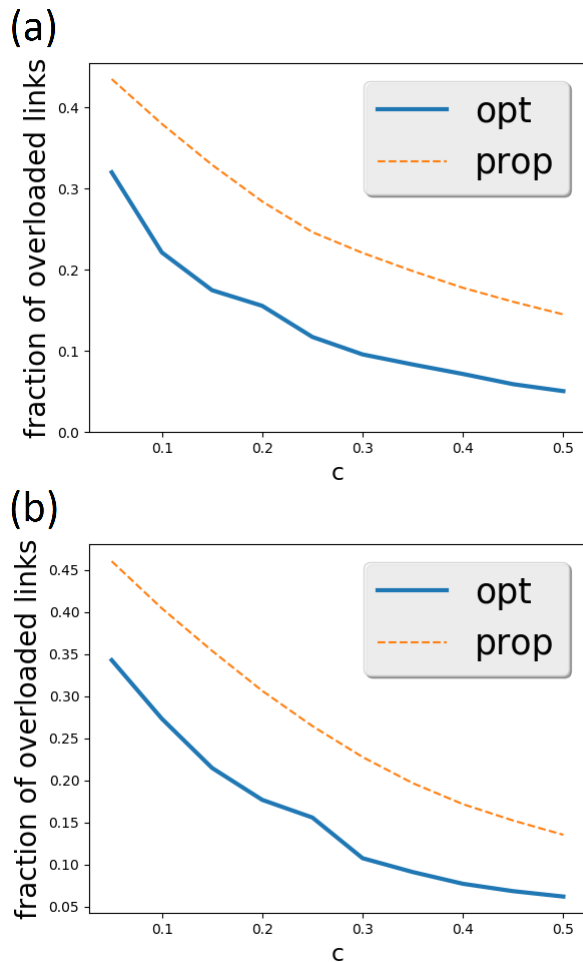 (a)
fraction of overloaded links
0.4
0.3
0.2
0.1
0.0
opt
prop
0.1 0.2 0.3 0.4 0.5
c
(b)
fraction of overloaded links
0.45
0.40
0.35
0.30
0.25
0.20
0.15
0.10
0.05
opt
prop
0.1 0.2 0.3 0.4 0.5
c